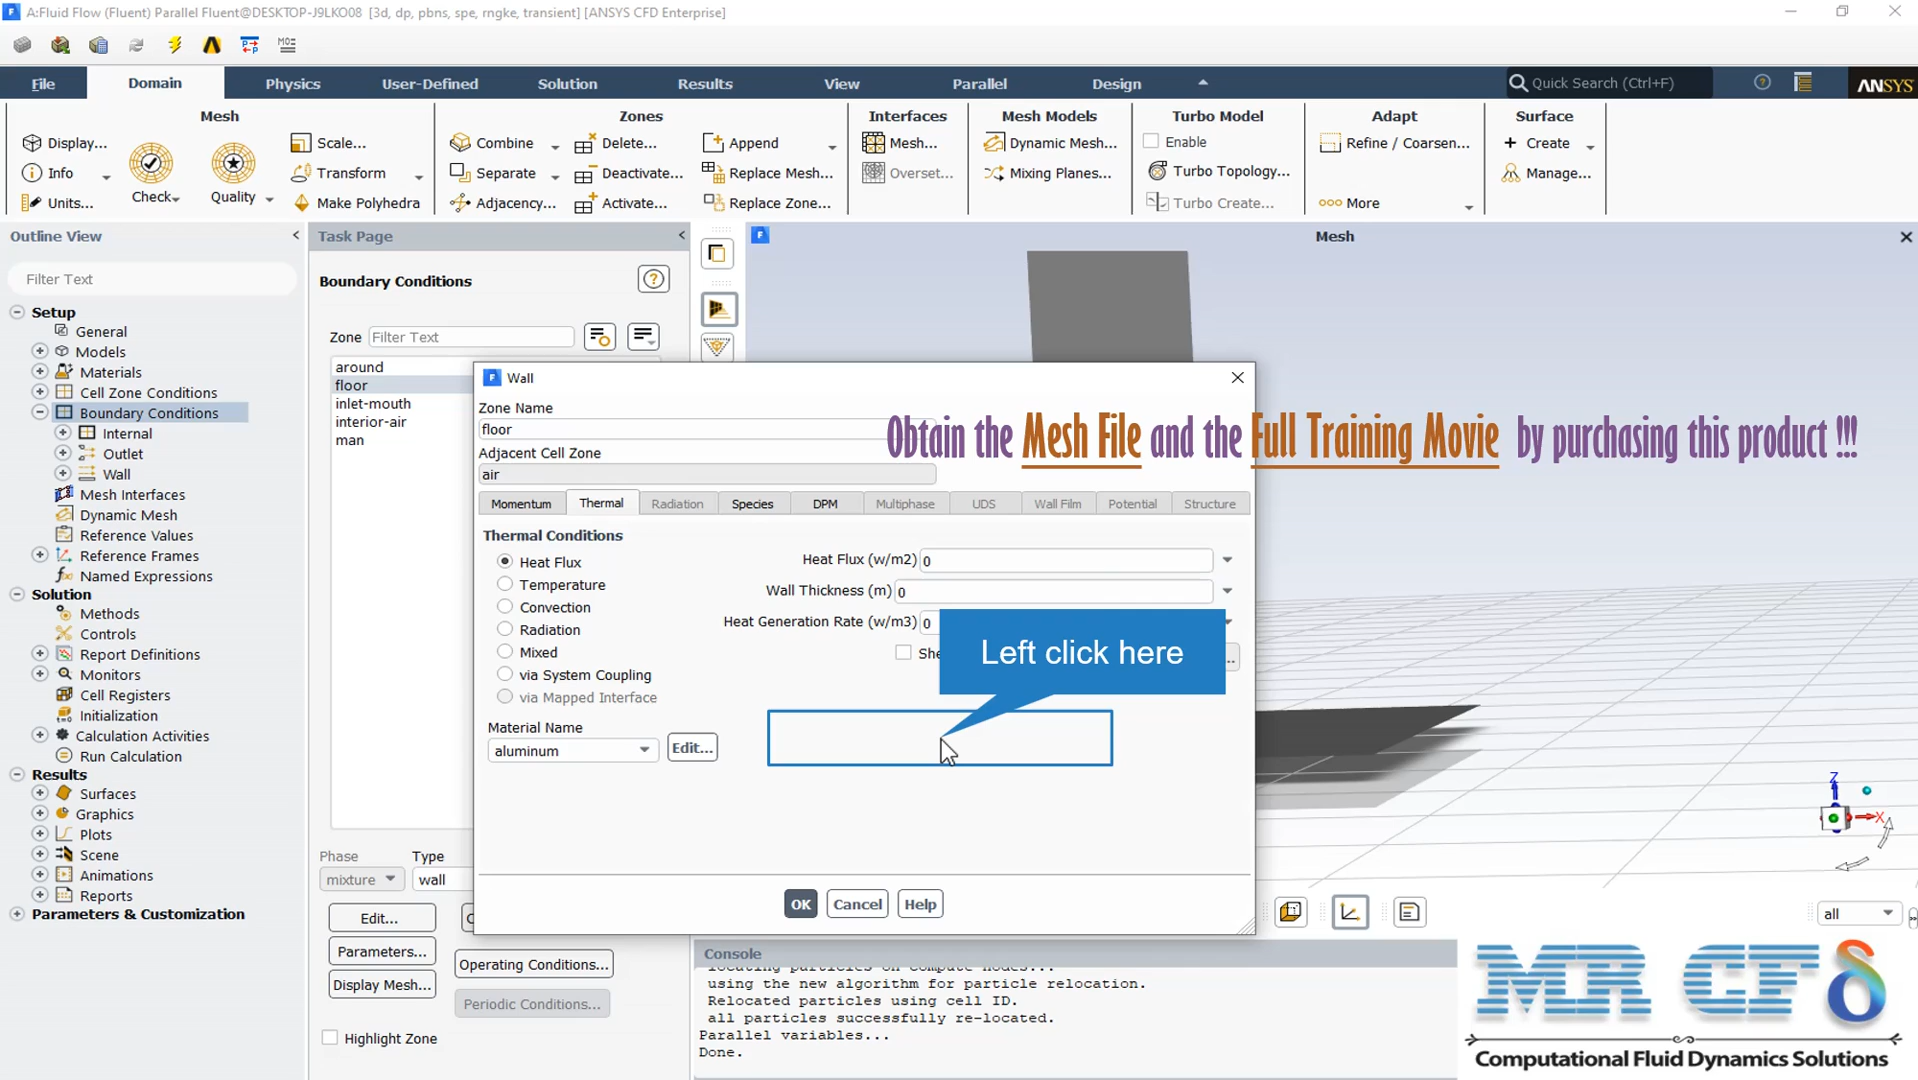 A:Fluid Flow (Fluent) Parallel Fluent@DESKTOP-J9LKO08 [3d, dp, pbns, spe, rngke, transient] [ANSYS CFD Enterprise]
File
Domain
Physics
User-Defined
Solution
Results
View
Parallel
Design
Quick Search (Ctrl+F)
ANSYS
Mesh
Display...
Info
Units...
Check
Quality
Scale...
Transform
Make Polyhedra
Zones
Combine
Separate
Adjacency...
Delete...
Deactivate...
Activate...
Append
Replace Mesh...
Replace Zone...
Interfaces
Mesh...
Overset...
Mesh Models
Dynamic Mesh...
Mixing Planes...
Turbo Model
Enable
Turbo Topology...
Turbo Create...
Adapt
Refine / Coarsen...
More
Surface
Create
Manage...
Outline View
Filter Text
Setup
General
Models
Materials
Cell Zone Conditions
Boundary Conditions
Internal
Outlet
Wall
Mesh Interfaces
Dynamic Mesh
Reference Values
Reference Frames
Named Expressions
Solution
Methods
Controls
Report Definitions
Monitors
Cell Registers
Initialization
Calculation Activities
Run Calculation
Results
Surfaces
Graphics
Plots
Scene
Animations
Reports
Parameters & Customization
Task Page
Boundary Conditions
Zone Filter Text
around
floor
inlet-mouth
interior-air
man
Phase
mixture
Type
wall
Edit...
Parameters...
Operating Conditions...
Display Mesh...
Periodic Conditions...
Highlight Zone
Mesh
Wall
Zone Name
floor
Adjacent Cell Zone
air
Obtain the Mesh File and the Full Training Movie by purchasing this product !!!
Momentum
Thermal
Radiation
Species
DPM
Multiphase
UDS
Wall Film
Potential
Structure
Thermal Conditions
Heat Flux
Temperature
Convection
Radiation
Mixed
via System Coupling
via Mapped Interface
Heat Flux (w/m2) 0
Wall Thickness (m) 0
Heat Generation Rate (w/m3) 0
Left click here
Material Name
aluminum
Edit...
OK
Cancel
Help
Z
X
all
Console
locating particles on compute nodes...
using the new algorithm for particle relocation.
Relocated particles using cell ID.
all particles successfully re-located.
Parallel variables...
Done.
MR CFδ
Computational Fluid Dynamics Solutions